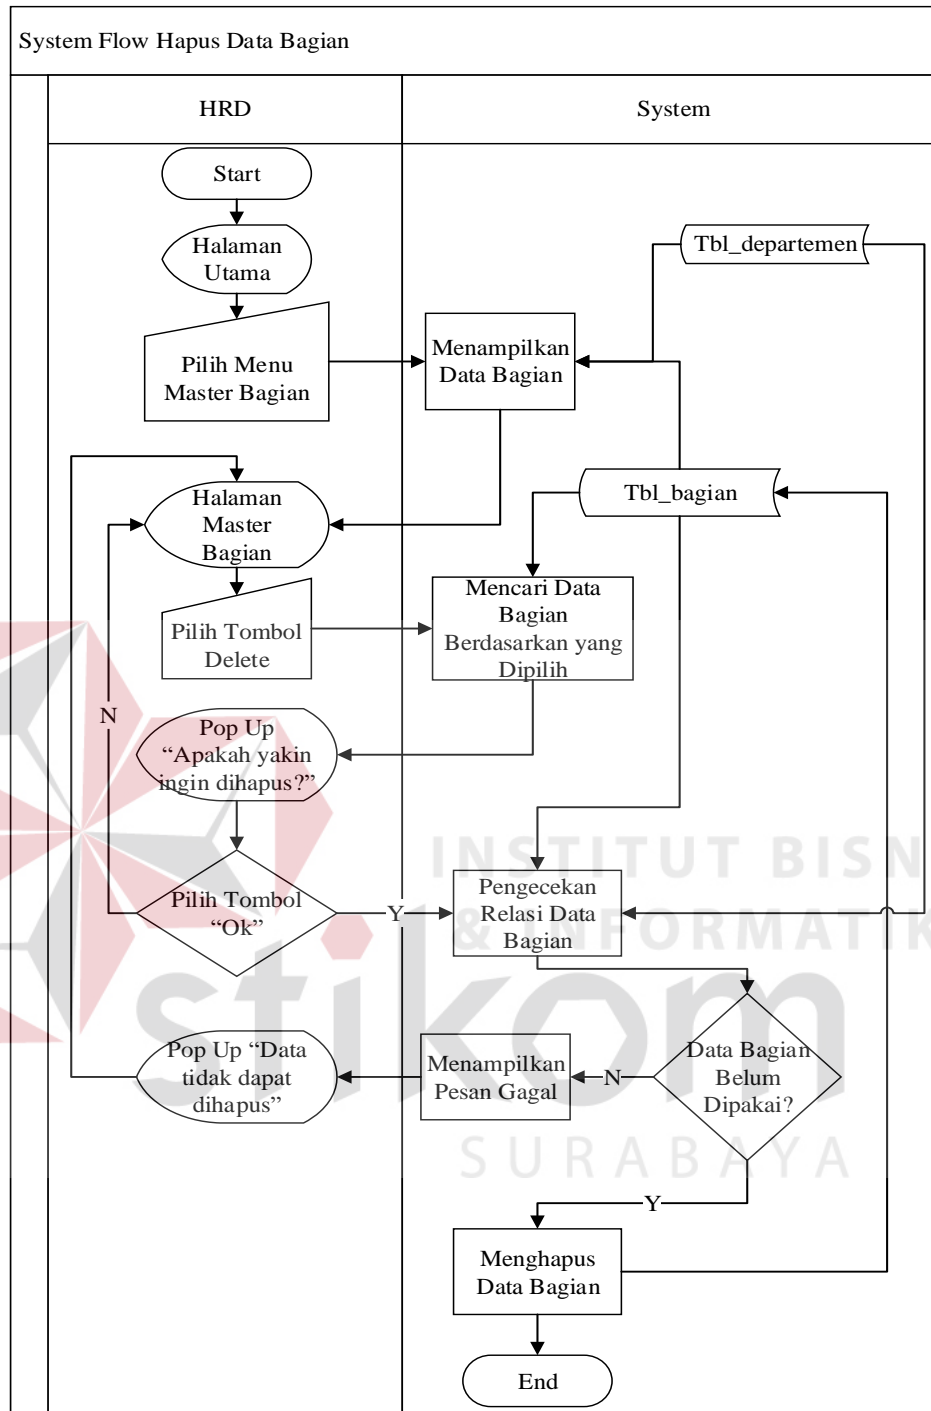 System Flow Hapus Data Bagian
HRD
System
Start
Halaman
Utama
Tbl_departemen
Pilih Menu
Master Bagian
Menampilkan
Data Bagian
Halaman
Master
Bagian
Tbl_bagian
Pilih Tombol
Delete
Mencari Data
Bagian
Berdasarkan yang
Dipilih
N
Pop Up
“Apakah yakin
ingin dihapus?”
INSTITUT BISN
& INFORMATIK
Pilih Tombol
“Ok”
Y
Pengecekan
Relasi Data
Bagian
stikom
Pop Up “Data
tidak dapat
dihapus”
Menampilkan
Pesan Gagal
N
Data Bagian
Belum
Dipakai?
SURABAYA
Y
Menghapus
Data Bagian
End